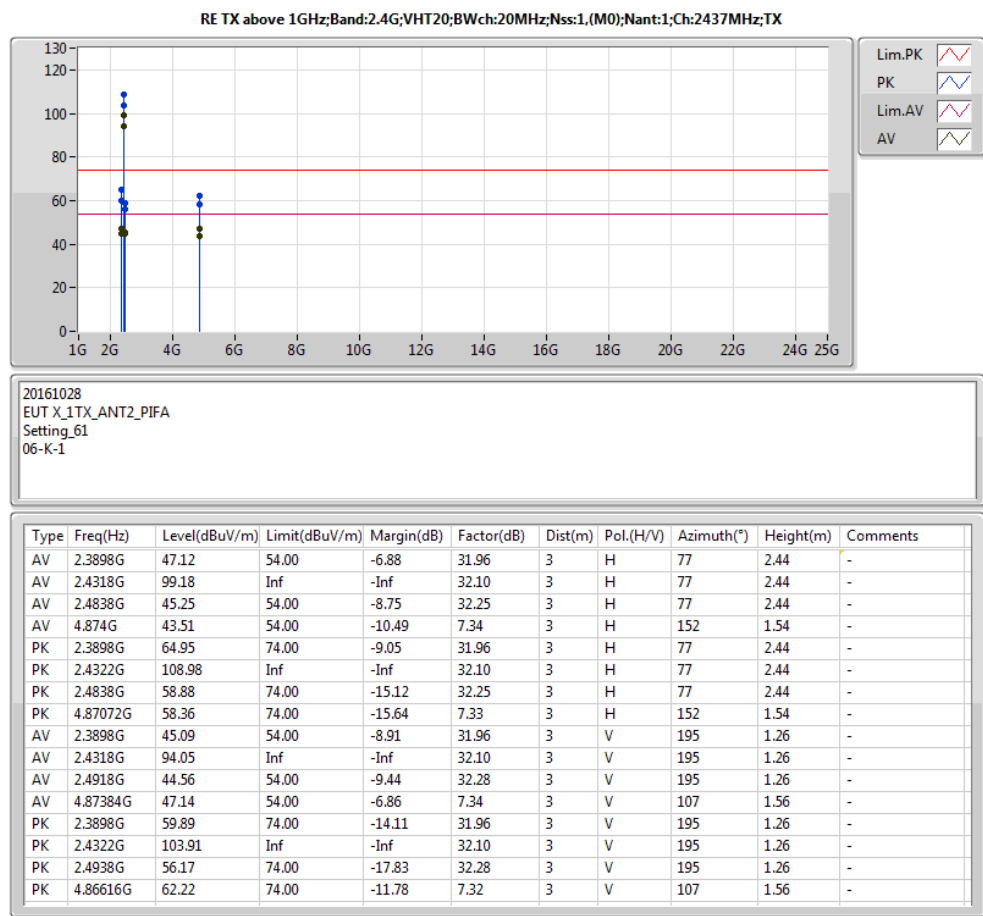 RE TX above 1GHz;Band:2.4G;VHT20;BWch:20MHz;Nss:1,(M0);Nant:1;Ch:2437MHz;TX
130
120
100
80
60
40
20
0
1G 2G 4G 6G 8G 10G 12G 14G 16G 18G 20G 22G 24G 25G
Lim.PK
PK
Lim.AV
AV
20161028
EUT X_1TX_ANT2_PIFA
Setting_61
06-K-1
Type Freq(Hz) Level(dBuV/m) Limit(dBuV/m) Margin(dB) Factor(dB) Dist(m) Pol.(H/V) Azimuth(°) Height(m) Comments
AV 2.3898G 47.12 54.00 -6.88 31.96 3 H 77 2.44 -
AV 2.4318G 99.18 Inf -Inf 32.10 3 H 77 2.44 -
AV 2.4838G 45.25 54.00 -8.75 32.25 3 H 77 2.44 -
AV 4.874G 43.51 54.00 -10.49 7.34 3 H 152 1.54 -
PK 2.3898G 64.95 74.00 -9.05 31.96 3 H 77 2.44 -
PK 2.4322G 108.98 Inf -Inf 32.10 3 H 77 2.44 -
PK 2.4838G 58.88 74.00 -15.12 32.25 3 H 77 2.44 -
PK 4.87072G 58.36 74.00 -15.64 7.33 3 H 152 1.54 -
AV 2.3898G 45.09 54.00 -8.91 31.96 3 V 195 1.26 -
AV 2.4318G 94.05 Inf -Inf 32.10 3 V 195 1.26 -
AV 2.4918G 44.56 54.00 -9.44 32.28 3 V 195 1.26 -
AV 4.87384G 47.14 54.00 -6.86 7.34 3 V 107 1.56 -
PK 2.3898G 59.89 74.00 -14.11 31.96 3 V 195 1.26 -
PK 2.4322G 103.91 Inf -Inf 32.10 3 V 195 1.26 -
PK 2.4938G 56.17 74.00 -17.83 32.28 3 V 195 1.26 -
PK 4.86616G 62.22 74.00 -11.78 7.32 3 V 107 1.56 -